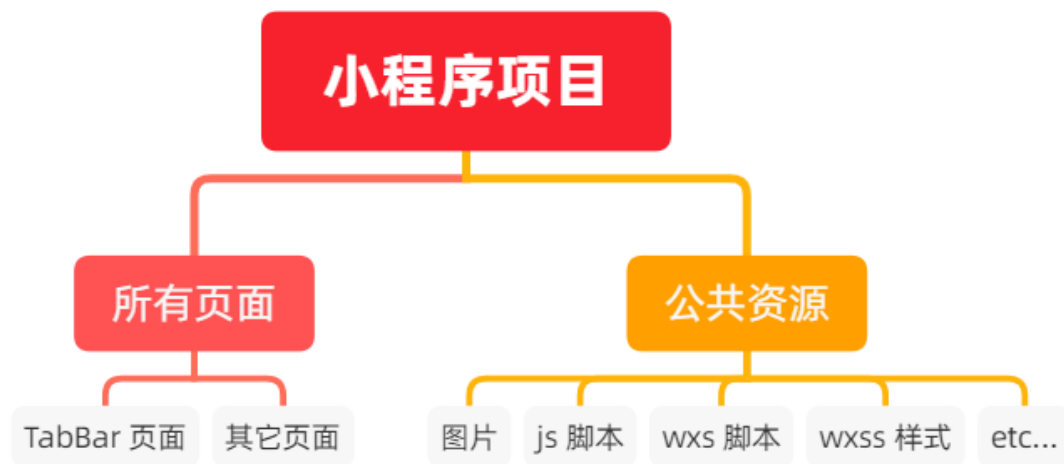 小程序项目
所有页面
公共资源
TabBar 页面
其它页面
图片
js 脚本
wxs 脚本
wxss 样式
etc...